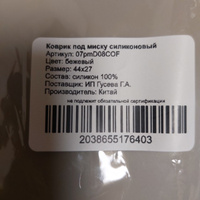 Коврик под миску силиконовый
Артикул: 07pmD08COF
Цвет: бежевый
Размер: 44х27
Состав: силикон 100%
Поставщик: ИП Гусева Г.А.
Производитель: Китай
не подлежит обязательной сертификации
2038655176403